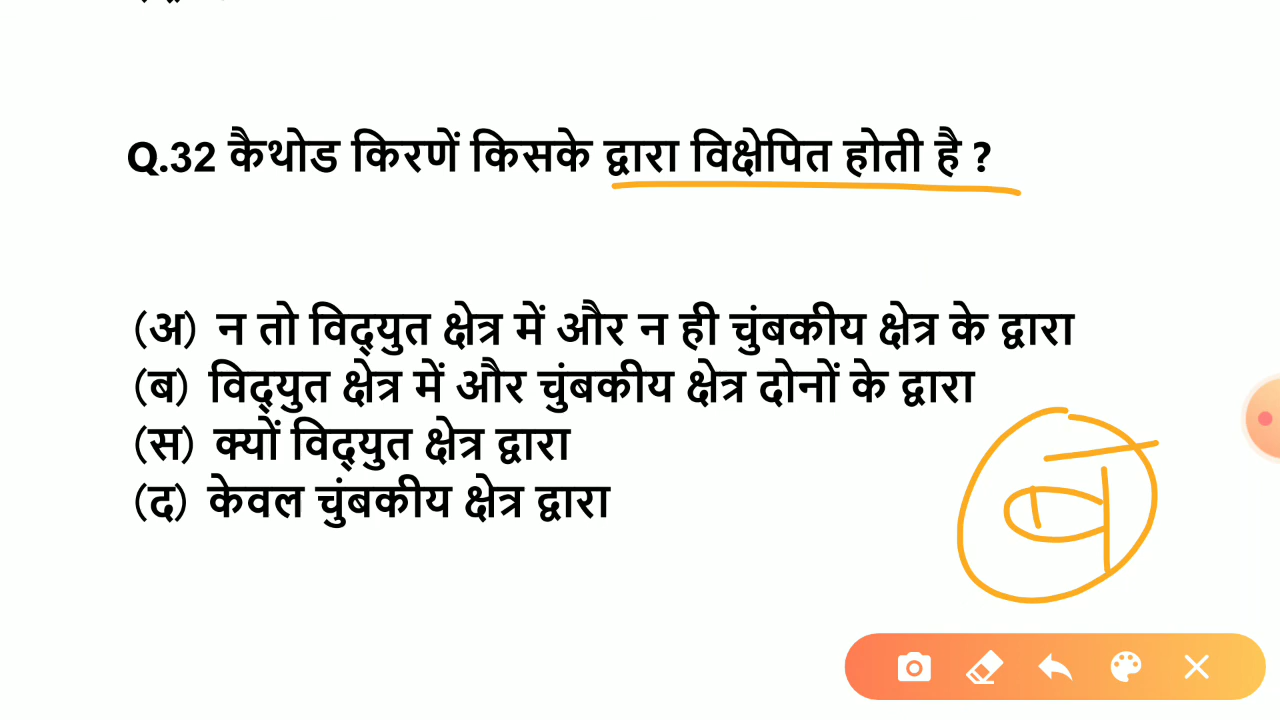 Q.32 कैथोड किरणें किसके द्वारा विक्षेपित होती है ?
(अ) न तो विद्युत क्षेत्र में और न ही चुंबकीय क्षेत्र के द्वारा
(ब) विद्युत क्षेत्र में और चुंबकीय क्षेत्र दोनों के द्वारा
(स) क्यों विद्युत क्षेत्र द्वारा
(द) केवल चुंबकीय क्षेत्र द्वारा
ब